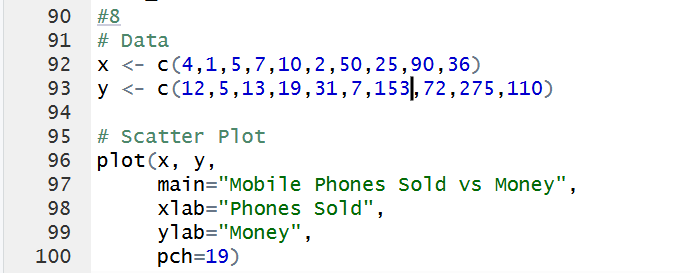 90 #8
91 # Data
92 x <- c(4,1,5,7,10,2,50,25,90,36)
93 y <- c(12,5,13,19,31,7,153,72,275,110)
94
95 # Scatter Plot
96 plot(x, y,
97 main="Mobile Phones Sold vs Money",
98 xlab="Phones Sold",
99 ylab="Money",
100 pch=19)